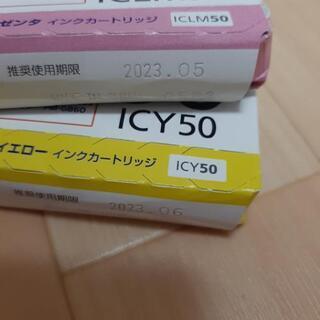 ゼンタ インクカートリッジ ICLM50
推奨使用期限 2023.05
ICY50
イエロー インクカートリッジ ICY50
推奨使用期限 2023.06